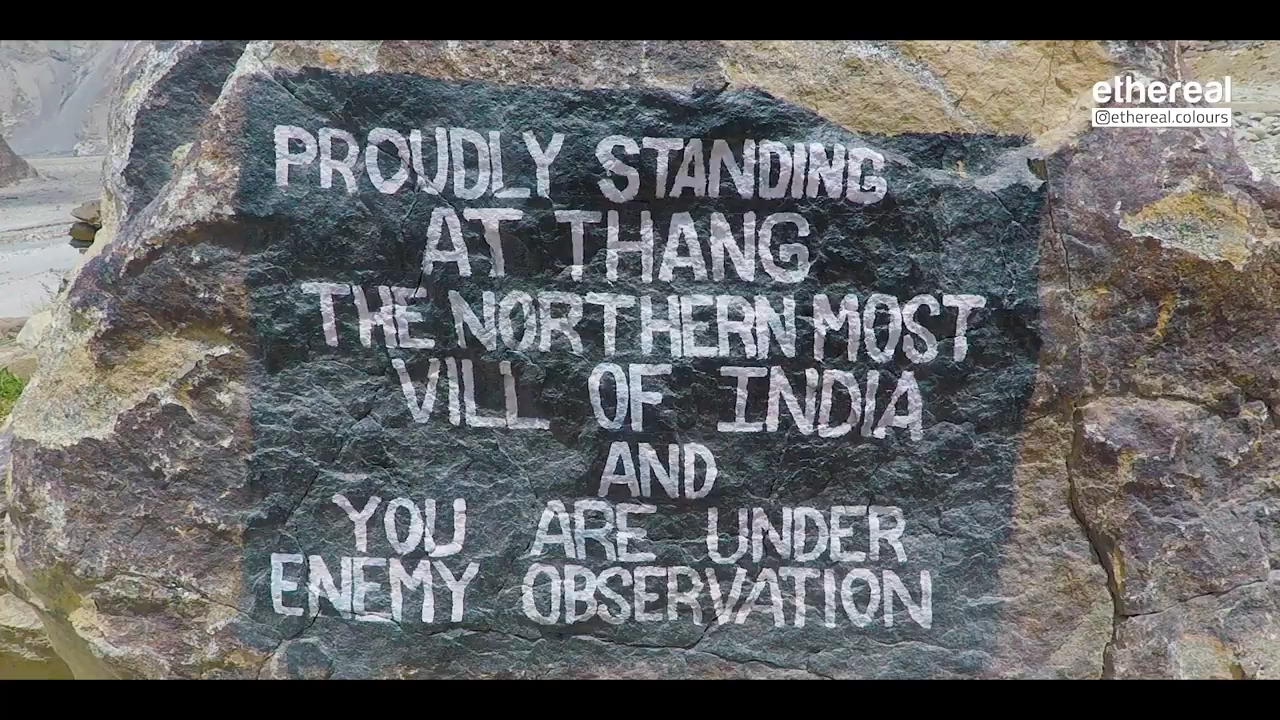 ethereal
@ethereal.colours
PROUDLY STANDING
AT THANG
THE NORTHERN MOST
VILL OF INDIA
AND
YOU ARE UNDER
ENEMY OBSERVATION